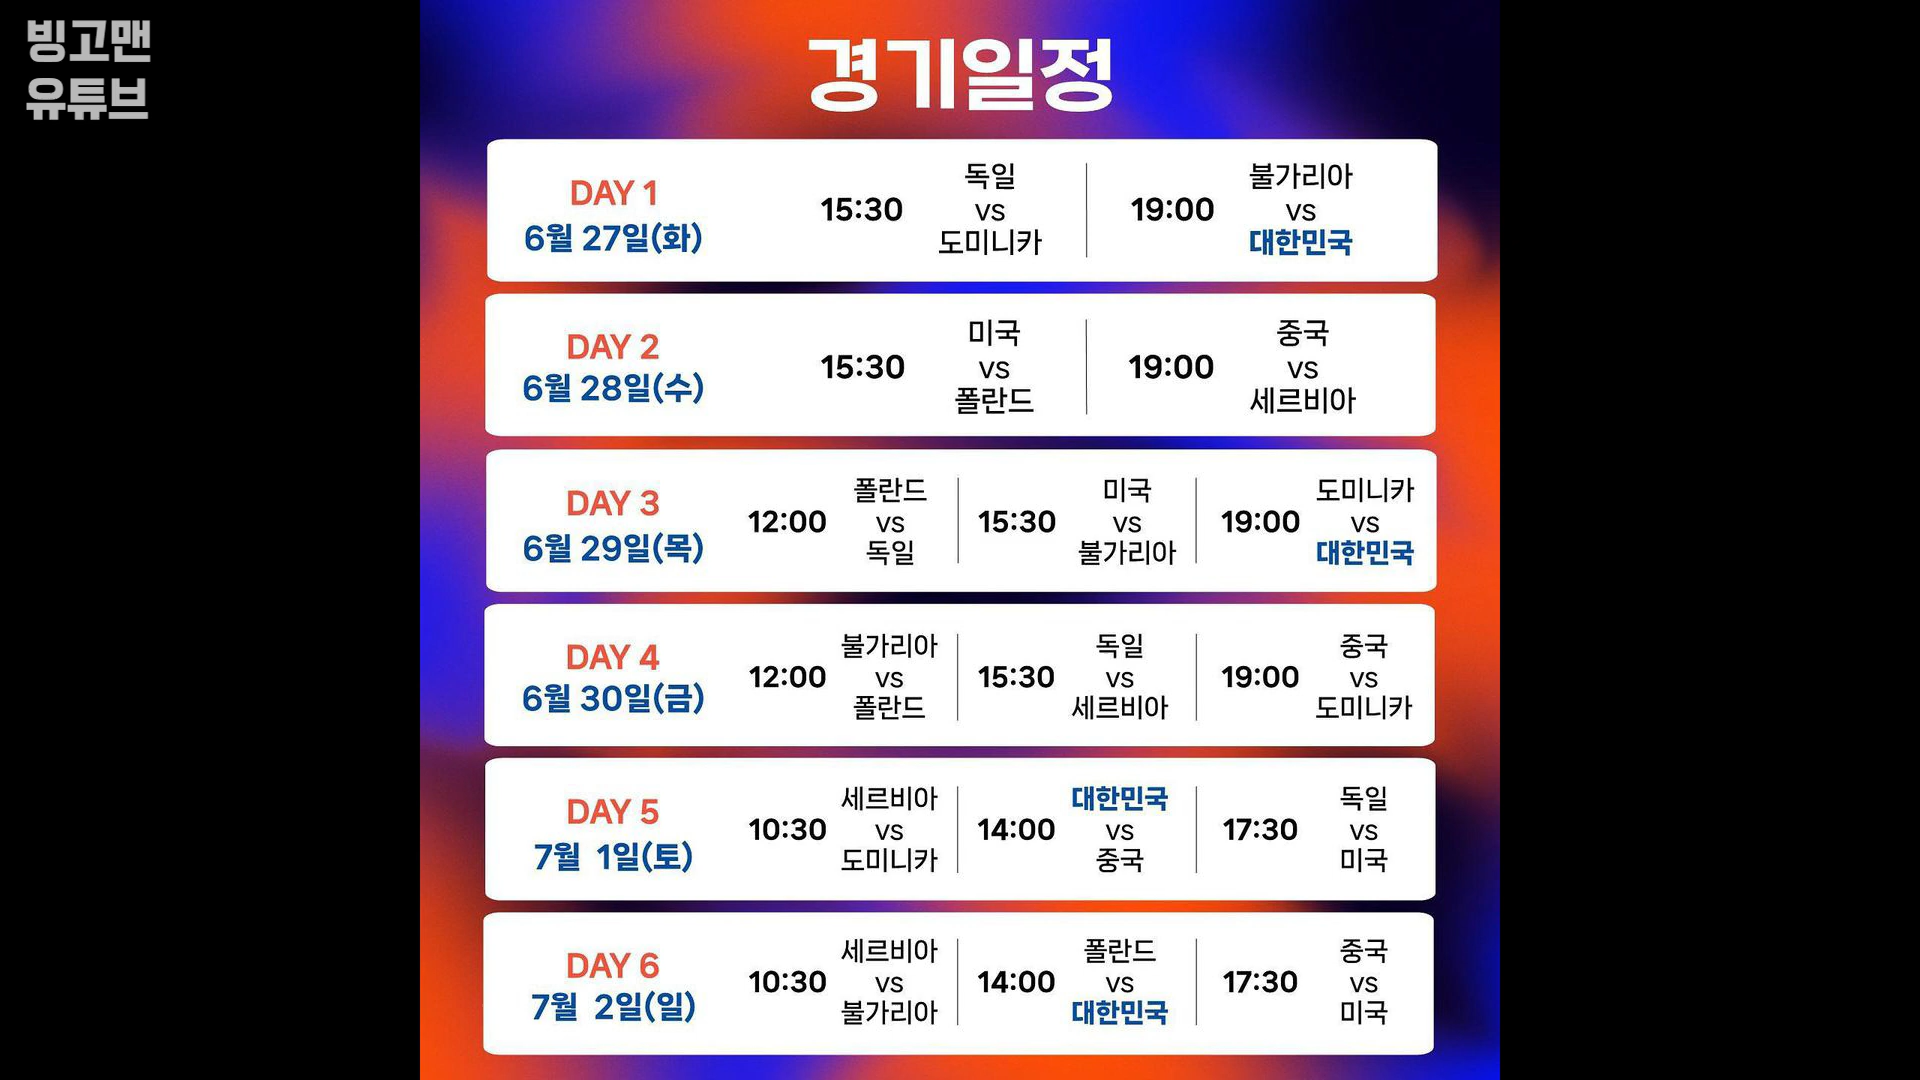 빙고맨
유튜브
경기일정
DAY 1
6월 27일(화)
15:30
독일
vs
도미니카
19:00
불가리아
vs
대한민국
DAY 2
6월 28일(수)
15:30
미국
vs
폴란드
19:00
중국
vs
세르비아
DAY 3
6월 29일(목)
12:00
폴란드
vs
독일
15:30
미국
vs
불가리아
19:00
도미니카
vs
대한민국
DAY 4
6월 30일(금)
12:00
불가리아
vs
폴란드
15:30
독일
vs
세르비아
19:00
중국
vs
도미니카
DAY 5
7월 1일(토)
10:30
세르비아
vs
도미니카
14:00
대한민국
vs
중국
17:30
독일
vs
미국
DAY 6
7월 2일(일)
10:30
세르비아
vs
불가리아
14:00
폴란드
vs
대한민국
17:30
중국
vs
미국